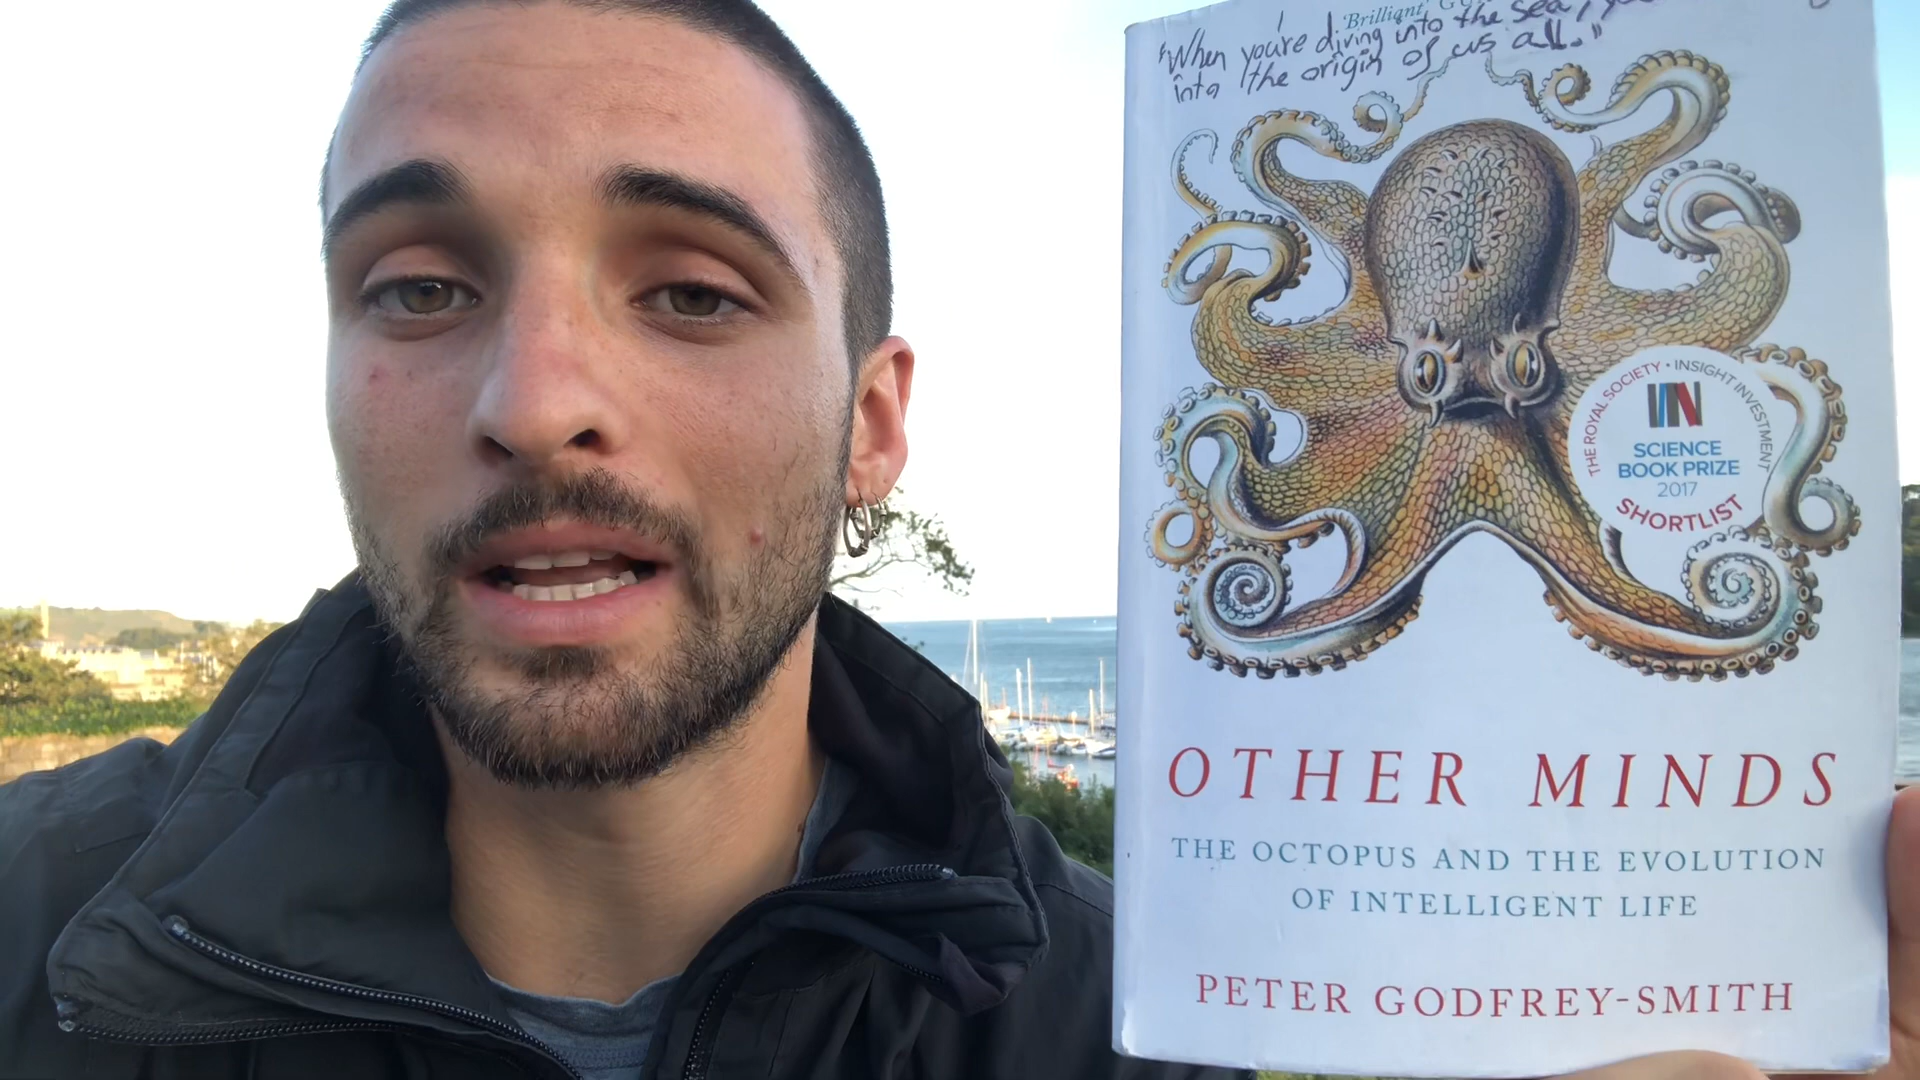 'Brilliant'
"When you're diving into the sea, you
into the origin of us all."
THE ROYAL SOCIETY • INSIGHT INVESTMENT
SCIENCE
BOOK PRIZE
2017
SHORTLIST
OTHER MINDS
THE OCTOPUS AND THE EVOLUTION
OF INTELLIGENT LIFE
PETER GODFREY-SMITH